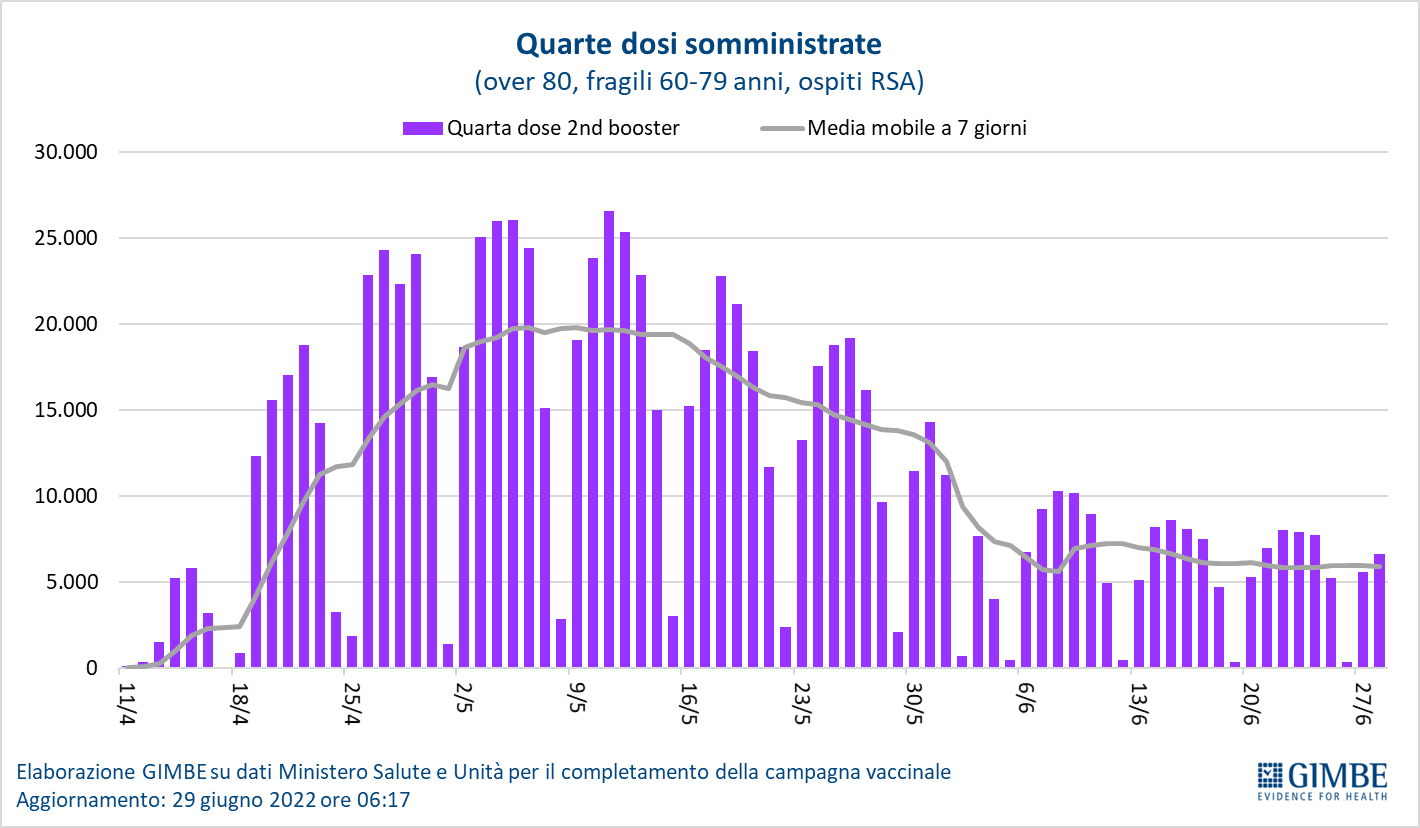 Quarte dosi somministrate
(over 80, fragili 60-79 anni, ospiti RSA)
Quarta dose 2nd booster Media mobile a 7 giorni
30.000
25.000
20.000
15.000
10.000
5.000
0
11/4 18/4 25/4 2/5 9/5 16/5 23/5 30/5 6/6 13/6 20/6 27/6
Elaborazione GIMBE su dati Ministero Salute e Unità per il completamento della campagna vaccinale
Aggiornamento: 29 giugno 2022 ore 06:17
GIMBE
EVIDENCE FOR HEALTH